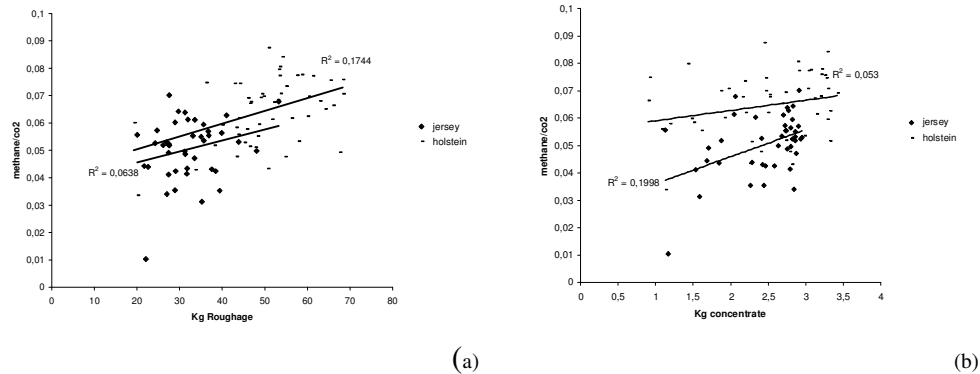 0,1
0,09
0,08
0,07
0,06
0,05
0,04
0,03
0,02
0,01
0
methane/co2
R² = 0,1744
R² = 0,0638
0 10 20 30 40 50 60 70 80
Kg Roughage
jersey
holstein
(a)
0,1
0,09
0,08
0,07
0,06
0,05
0,04
0,03
0,02
0,01
0
methane/co2
R² = 0,053
R² = 0,1998
0 0,5 1 1,5 2 2,5 3 3,5 4
Kg concentrate
jersey
holstein
(b)